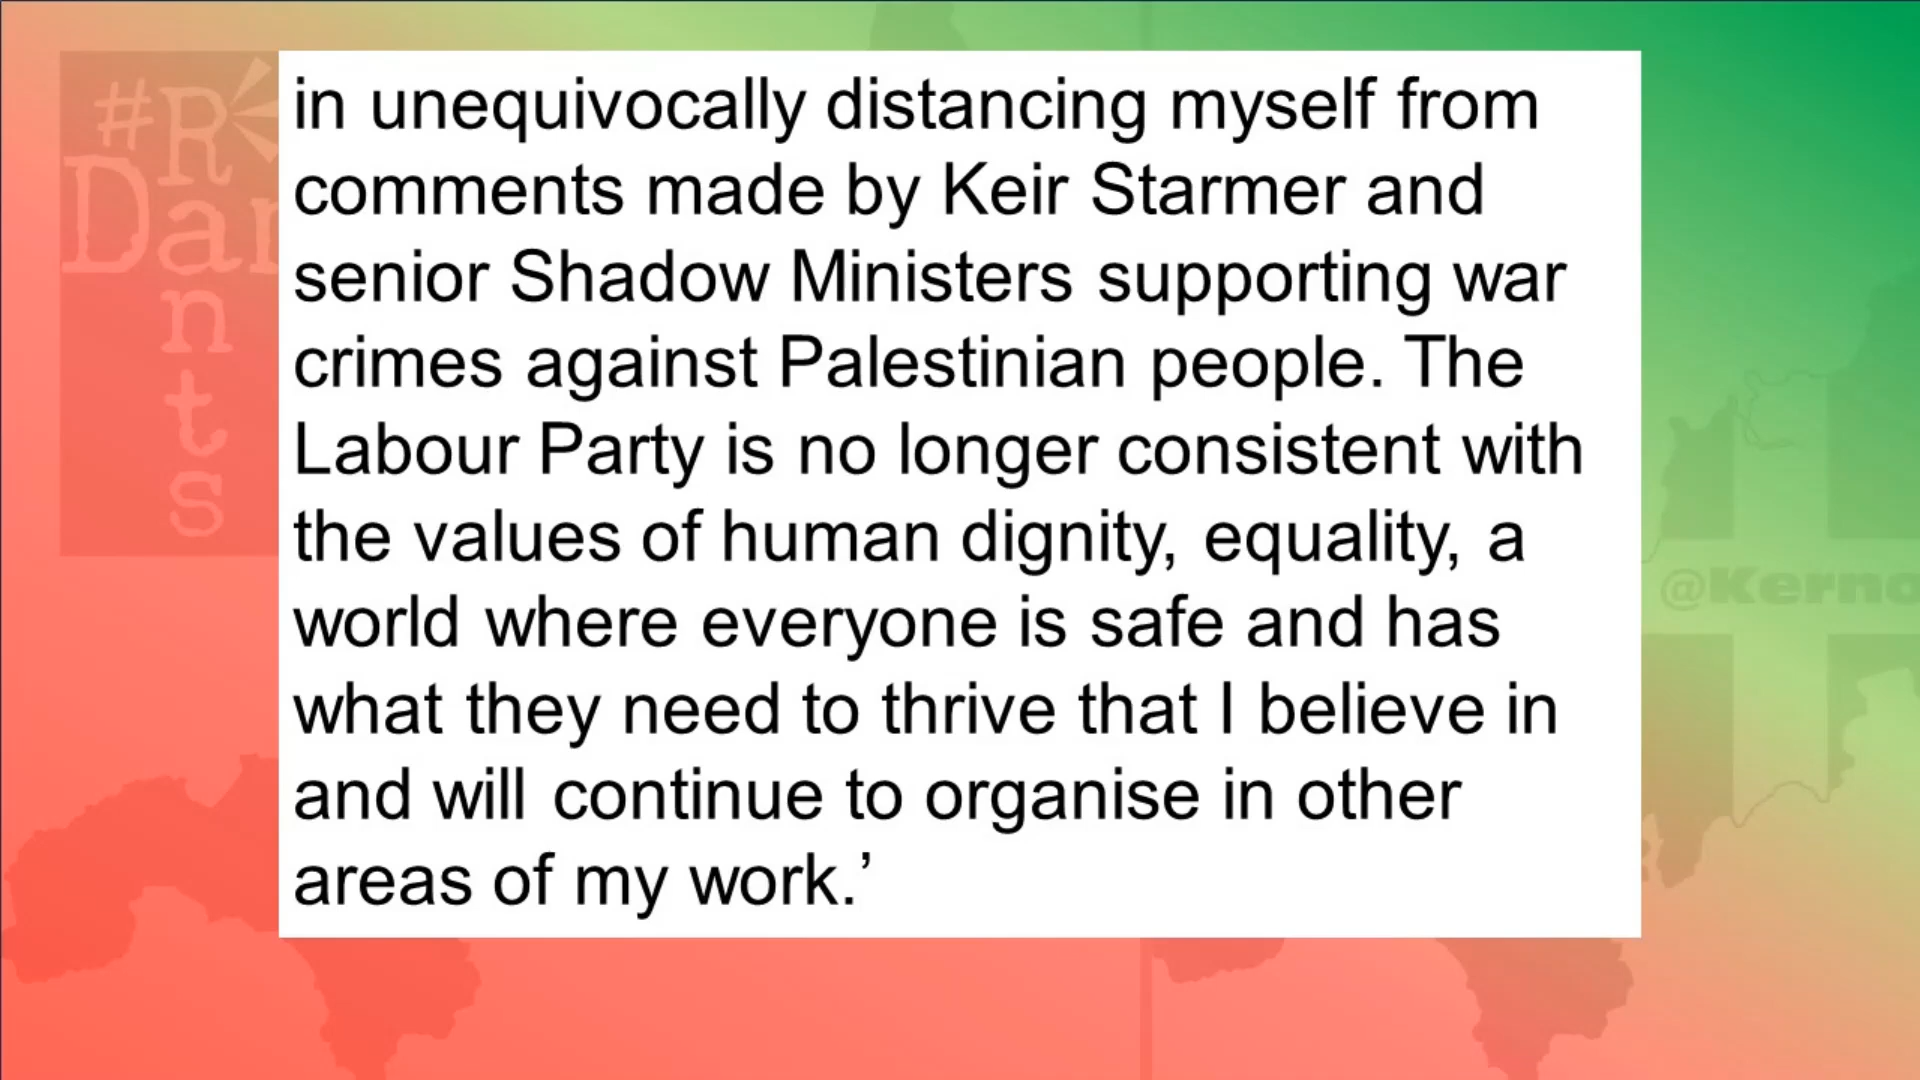 in unequivocally distancing myself from
comments made by Keir Starmer and
senior Shadow Ministers supporting war
crimes against Palestinian people. The
Labour Party is no longer consistent with
the values of human dignity, equality, a
world where everyone is safe and has
what they need to thrive that I believe in
and will continue to organise in other
areas of my work.’
#R
Dar
n
t
s
@Kerno